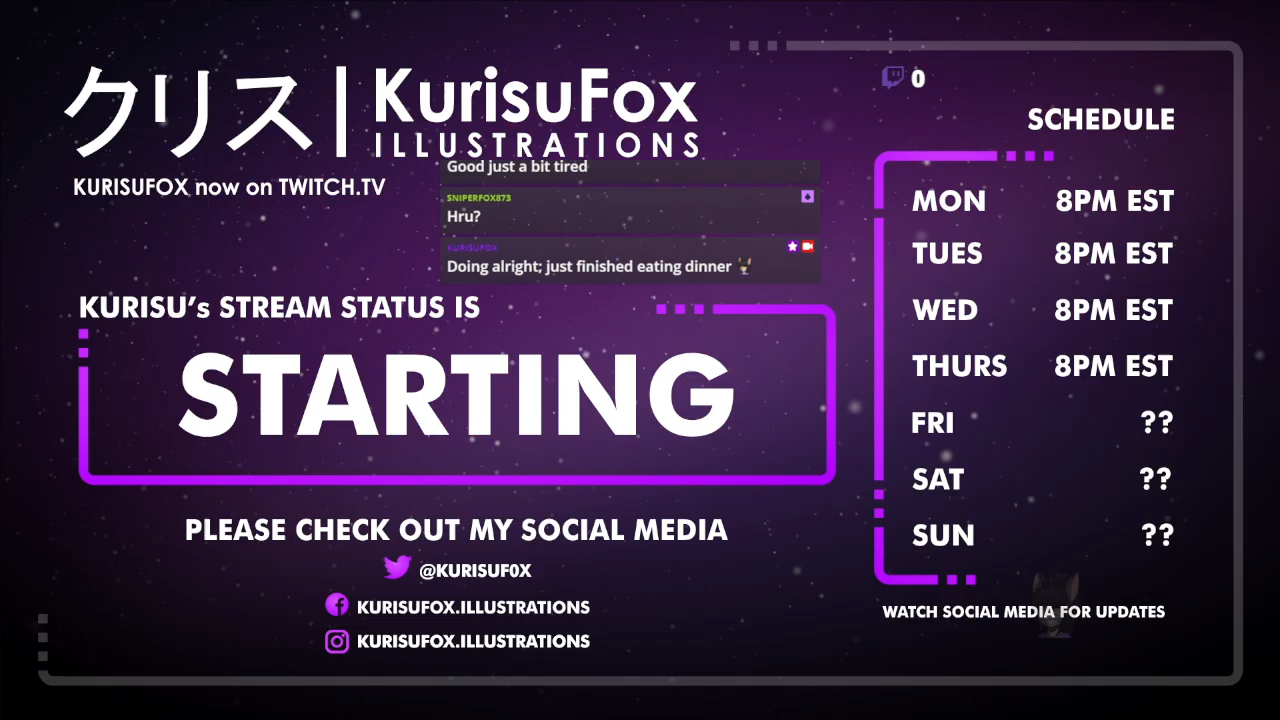 クリス | KurisuFox
ILLUSTRATIONS
KURISUFOX now on TWITCH.TV
Good just a bit tired
SNIPERFOX873
Hru?
KURISUFOX
Doing alright; just finished eating dinner
KURISU's STREAM STATUS IS
STARTING
PLEASE CHECK OUT MY SOCIAL MEDIA
@KURISUF0X
KURISUFOX.ILLUSTRATIONS
KURISUFOX.ILLUSTRATIONS
0
SCHEDULE
MON 8PM EST
TUES 8PM EST
WED 8PM EST
THURS 8PM EST
FRI ??
SAT ??
SUN ??
WATCH SOCIAL MEDIA FOR UPDATES